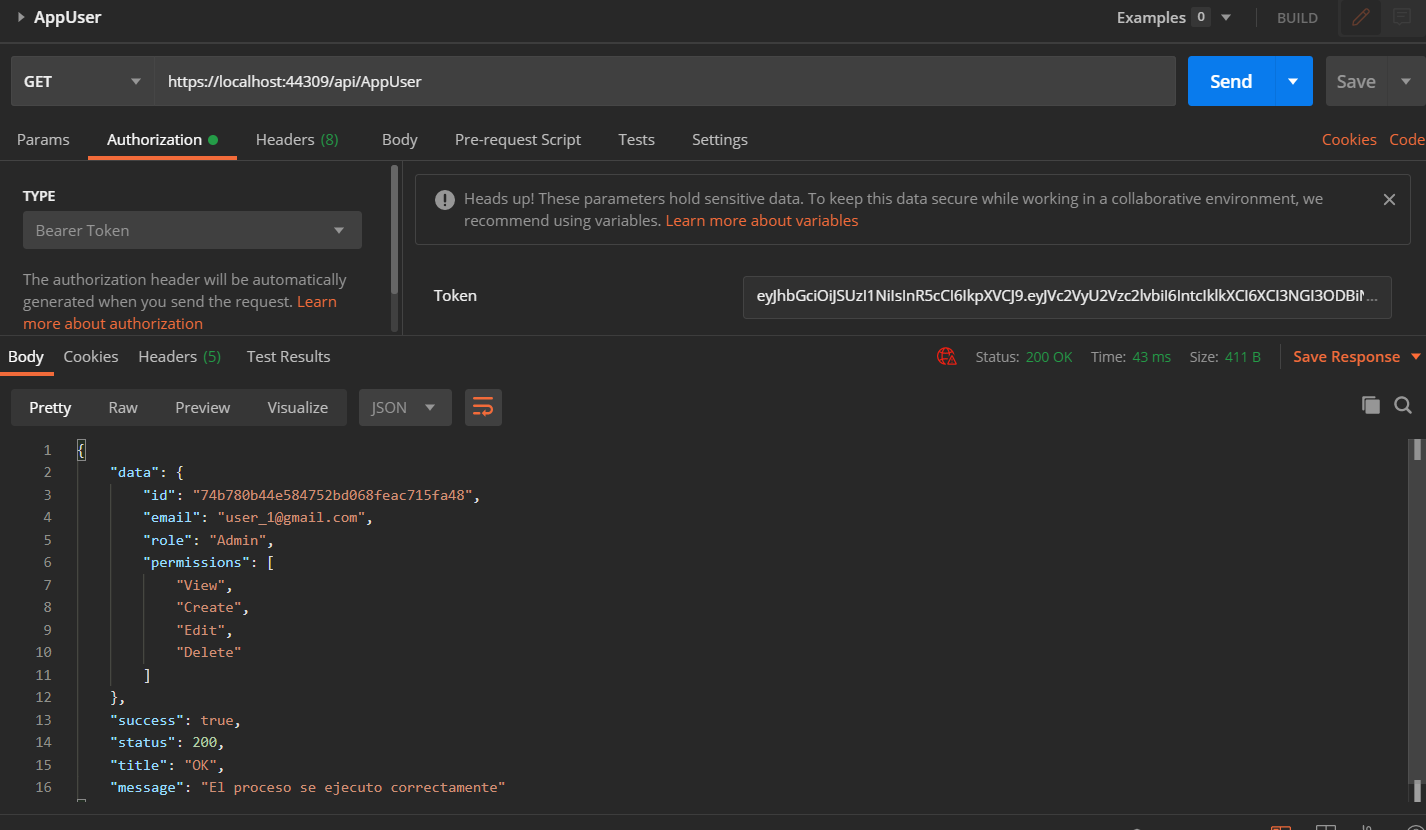 AppUser
Examples 0
BUILD
GET
https://localhost:44309/api/AppUser
Send
Save
Params
Authorization
Headers (8)
Body
Pre-request Script
Tests
Settings
Cookies
Code
TYPE
Bearer Token
The authorization header will be automatically
generated when you send the request. Learn
more about authorization
Heads up! These parameters hold sensitive data. To keep this data secure while working in a collaborative environment, we
recommend using variables. Learn more about variables
Token
Body
Cookies
Headers (5)
Test Results
Status: 200 OK
Time: 43 ms
Size: 411 B
Save Response
Pretty
Raw
Preview
Visualize
JSON
1 {
2 "data": {
3 "id": "74b780b44e584752bd068feac715fa48",
4 "email": "user_1@gmail.com",
5 "role": "Admin",
6 "permissions": [
7 "View",
8 "Create",
9 "Edit",
10 "Delete"
11 ]
12 },
13 "success": true,
14 "status": 200,
15 "title": "OK",
16 "message": "El proceso se ejecuto correctamente"